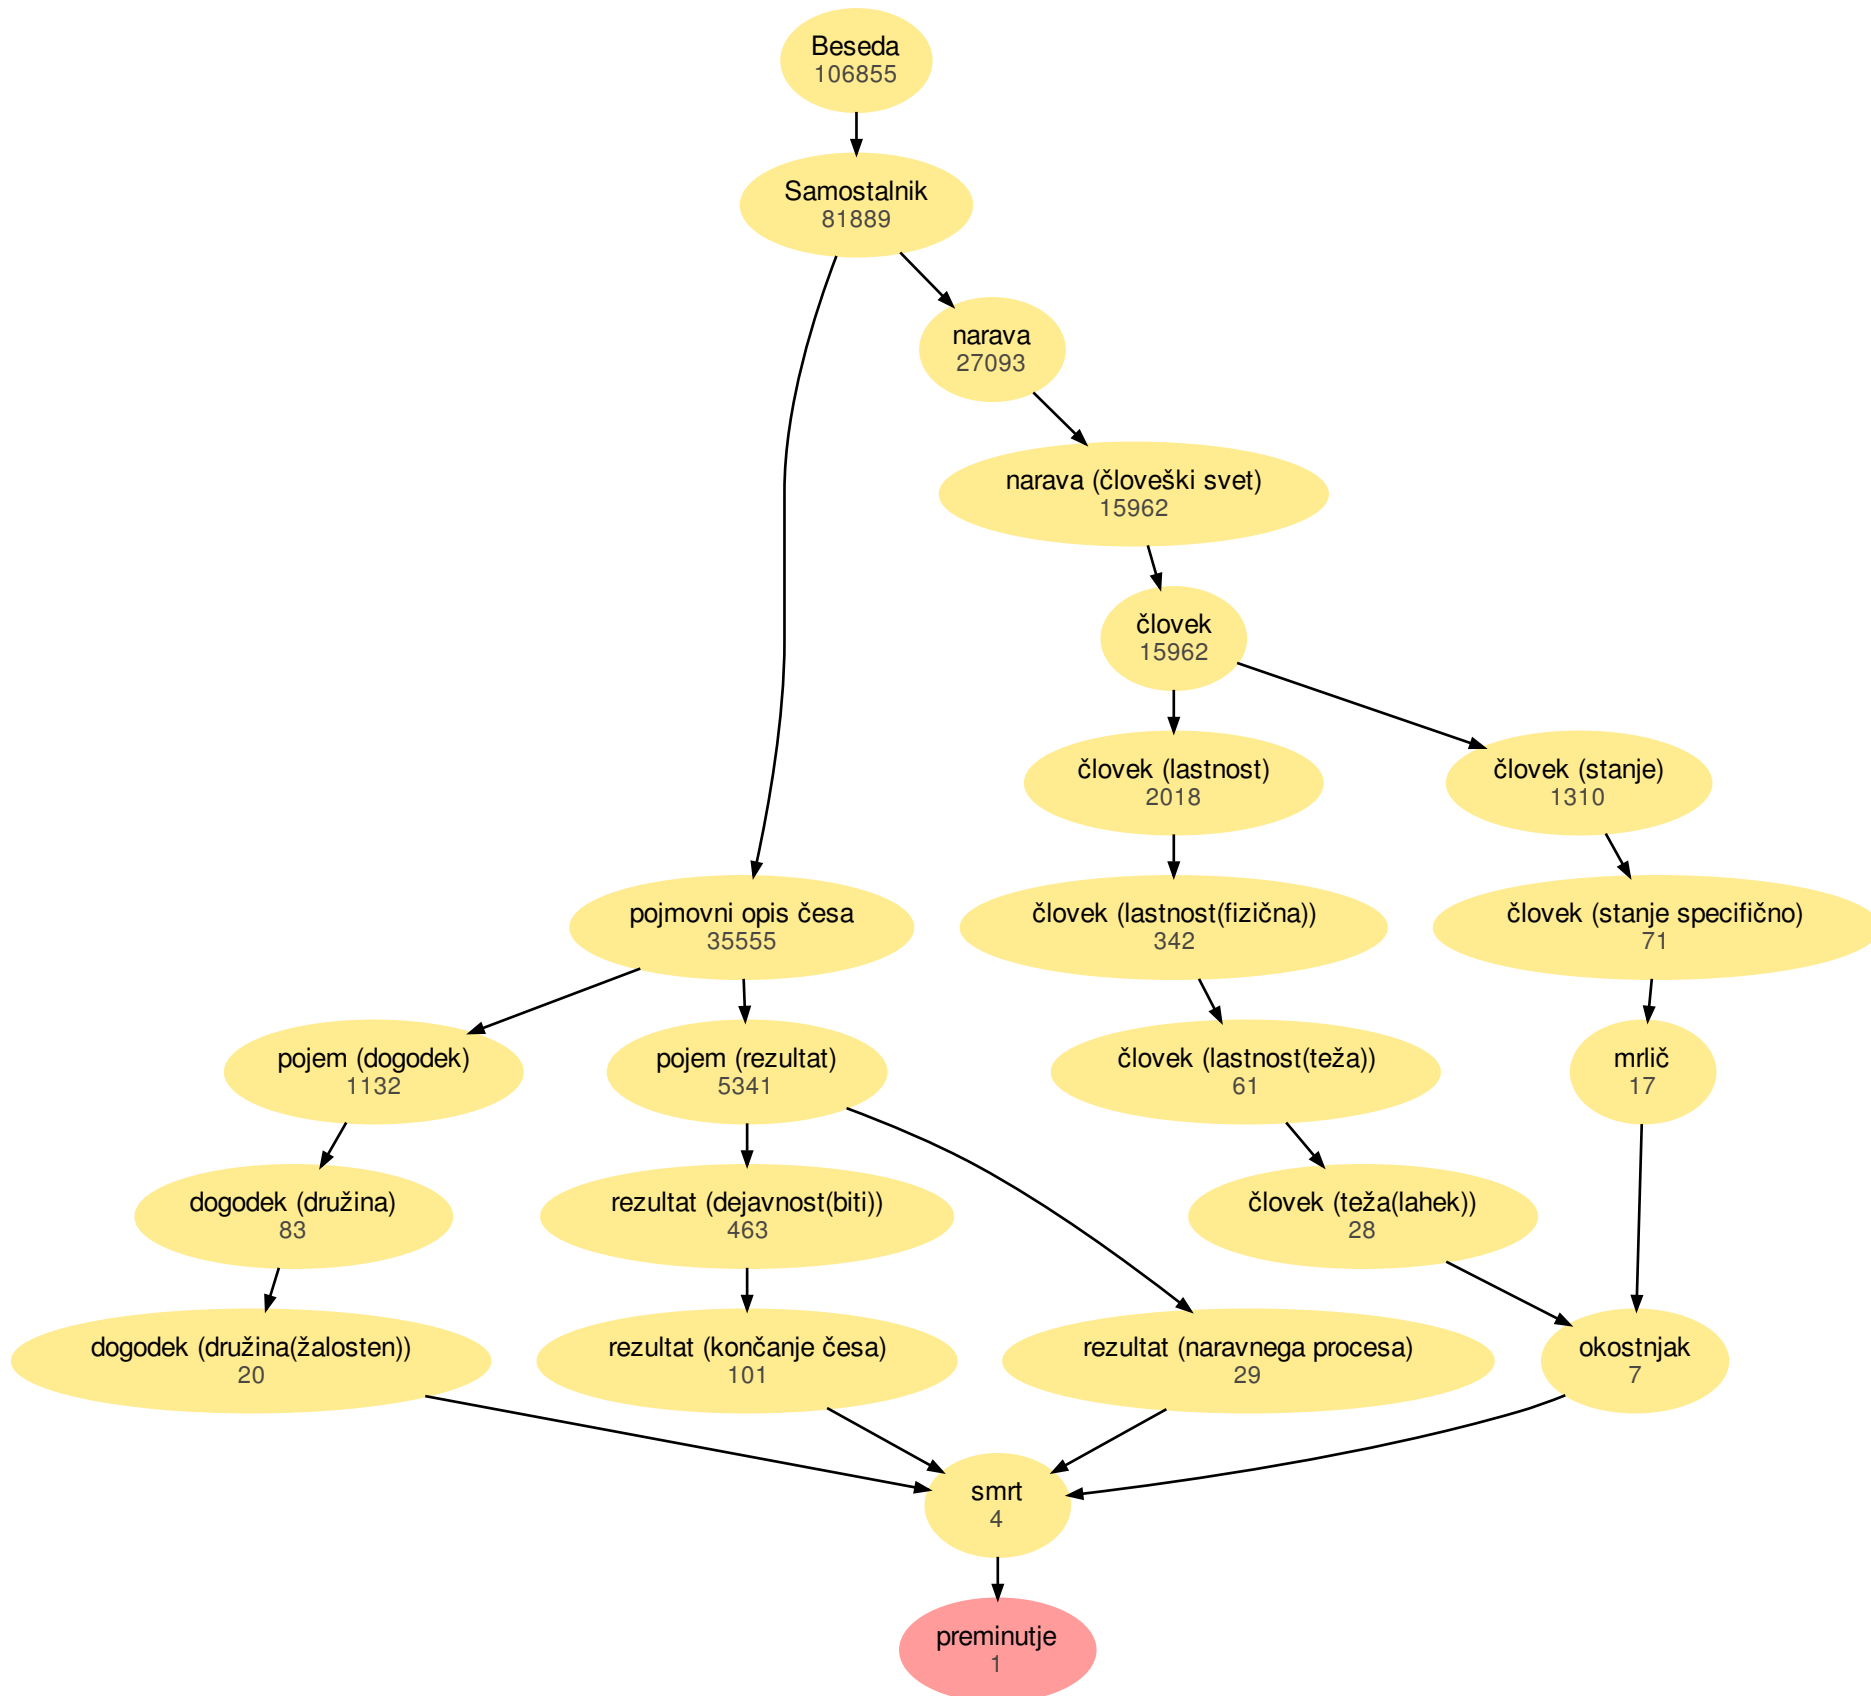 Beseda
106855
Samostalnik
81889
narava
27093
narava (človeški svet)
15962
človek
15962
človek (lastnost)
2018
človek (stanje)
1310
pojmovni opis česa
35555
človek (lastnost(fizična))
342
človek (stanje specifično)
71
pojem (dogodek)
1132
pojem (rezultat)
5341
človek (lastnost(teža))
61
mrlič
17
dogodek (družina)
83
rezultat (dejavnost(biti))
463
človek (teža(lahek))
28
dogodek (družina(žalosten))
20
rezultat (končanje česa)
101
rezultat (naravnega procesa)
29
okostnjak
7
smrt
4
preminutje
1